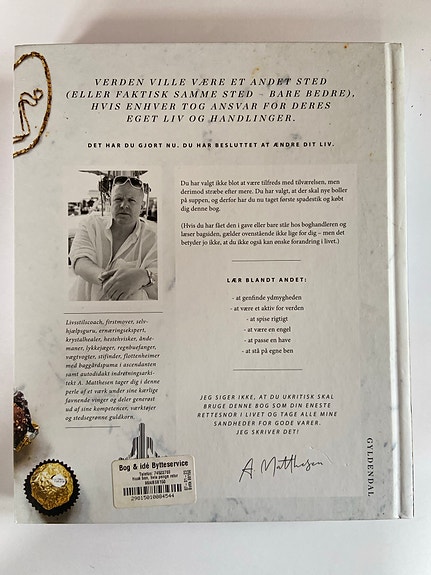 VERDEN VILLE VÆRE ET ANDET STED
(ELLER FAKTISK SAMME STED – BARE BEDRE),
HVIS ENHVER TOG ANSVAR FOR DERES
EGET LIV OG HANDLINGER.
DET HAR DU GJORT NU. DU HAR BESLUTTET AT ÆNDRE DIT LIV.
Du har valgt ikke blot at være tilfreds med tilværelsen, men
derimod stræbe efter mere. Du har valgt, at der skal nye boller
på suppen, og derfor har du nu taget første spadestik og købt
dig denne bog.
(Hvis du har fået den i gave eller bare står hos boghandleren og
læser bagsiden, gælder ovenstående ikke lige for dig – men det
betyder jo ikke, at du ikke også kan ønske forandring i livet.)
LÆR BLANDT ANDET:
- at genfinde ydmygheden
- at være et aktiv for verden
- at spise rigtigt
- at være en engel
- at passe en have
- at stå på egne ben
Livsstilscoach, firstmover, selv-
hjælpsguru, ernæringsekspert,
krystalhealer, hestehvisker, ånde-
maner, lykkejæger, regnbuefanger,
vægtvogter, stifinder, flottenheimer
med baggårdspuma i ascendanten
samt autodidakt indretningsarki-
tekt A. Matthesen tager dig i denne
perle af et værk under sine kærlige
favnende vinger og deler generøst
ud af sine kompetencer, værktøjer
og stedsegrønne guldkorn.
JEG SIGER IKKE, AT DU UKRITISK SKAL
BRUGE DENNE BOG SOM DIN ENESTE
RETTESNOR I LIVET OG TAGE ALLE MINE
SANDHEDER FOR GODE VARER.
JEG SKRIVER DET!
A Matthesen
GYLDENDAL
Bog & idé Bytteservice
29815010084544